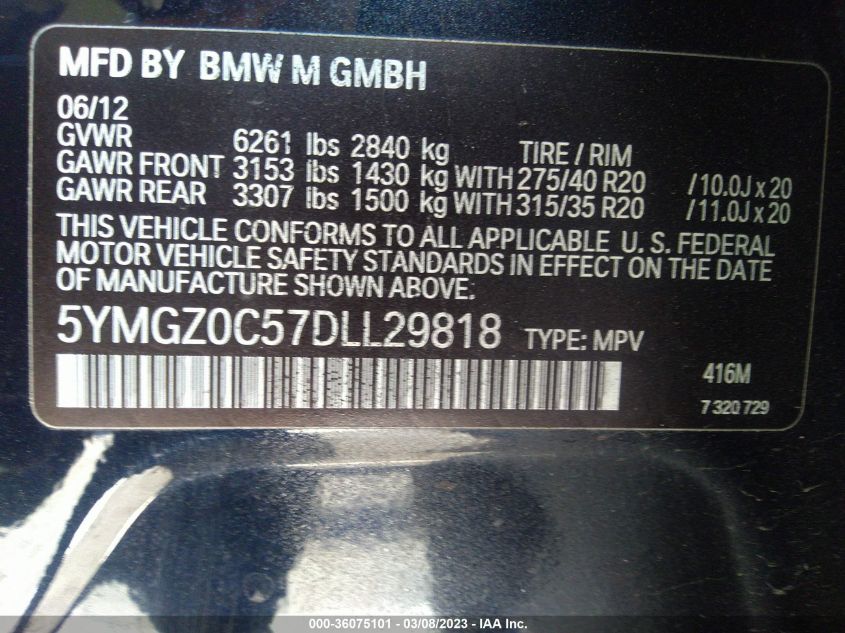 MFD BY BMW M GMBH
06/12
GVWR 6261 lbs 2840 kg TIRE / RIM
GAWR FRONT 3153 lbs 1430 kg WITH 275/40 R20 /10.0J x 20
GAWR REAR 3307 lbs 1500 kg WITH 315/35 R20 /11.0J x 20
THIS VEHICLE CONFORMS TO ALL APPLICABLE U. S. FEDERAL
MOTOR VEHICLE SAFETY STANDARDS IN EFFECT ON THE DATE
OF MANUFACTURE SHOWN ABOVE.
5YMGZ0C57DLL29818 TYPE: MPV
416M
7 320 729
000-36075101 - 03/08/2023 - IAA Inc.